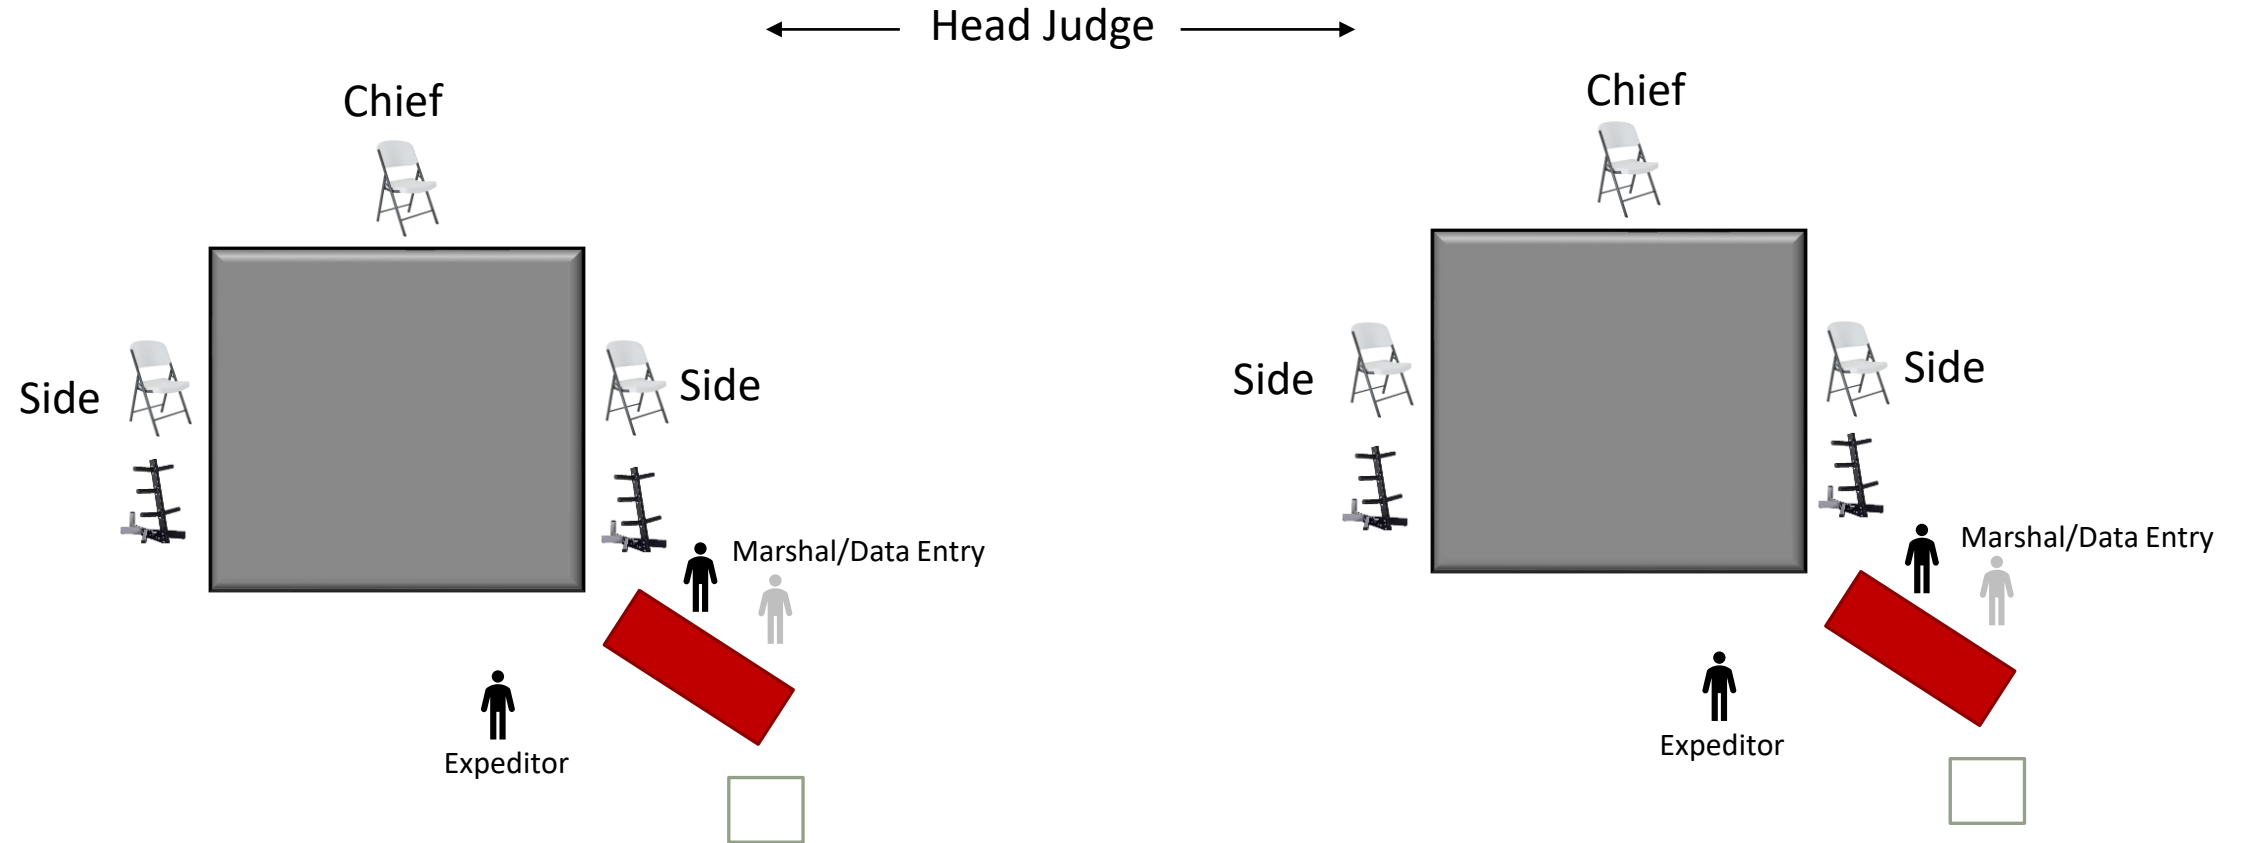 Head Judge
Chief
Chief
Side
Side
Side
Side
Marshal/Data Entry
Marshal/Data Entry
Expeditor
Expeditor